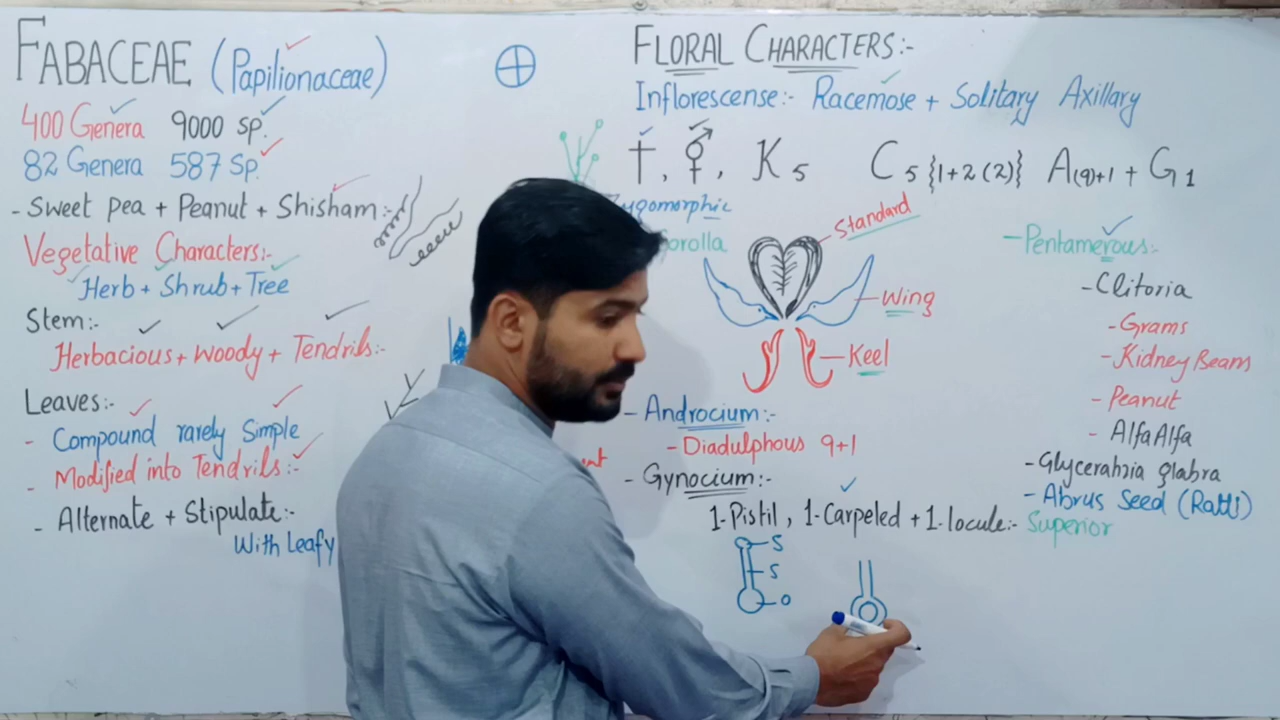 FABACEAE (Papilionaceae)
400 Genera 9000 sp.
82 Genera 587 Sp.
- Sweet pea + Peanut + Shisham:-
Vegetative Characters:-
Herb + Shrub + Tree
Stem:-
Herbacious + Woody + Tendrils:-
Leaves:-
- Compound rarely Simple
- Modified into Tendrils:-
- Alternate + Stipulate:-
With Leafy
FLORAL CHARACTERS:-
Inflorescense:- Racemose + Solitary Axillary
†, ⚥, K5 C5{1+2(2)} A(9)+1 + G1
Zygomorphic
Corolla
Standard
Wing
Keel
- Androcium:-
- Diadulphous 9+1
- Gynocium:-
1-Pistil, 1-Carpeled + 1-locule:- Superior
S
S
O
- Pentamerous:-
- Clitoria
- Grams
- Kidney Beams
- Peanut
- AlfaAlfa
- Glycerahzia glabra
- Abrus Seed (Ratti)